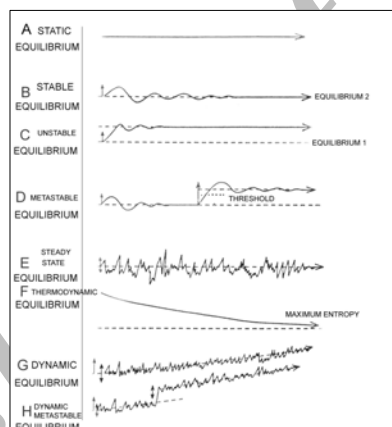 A STATIC
EQUILIBRIUM
B STABLE
EQUILIBRIUM
EQUILIBRIUM 2
C UNSTABLE
EQUILIBRIUM
EQUILIBRIUM 1
D METASTABLE
EQUILIBRIUM
THRESHOLD
E STEADY
STATE
EQUILIBRIUM
F THERMODYNAMIC
EQUILIBRIUM
MAXIMUM ENTROPY
G DYNAMIC
EQUILIBRIUM
H DYNAMIC
METASTABLE
EQUILIBRIUM